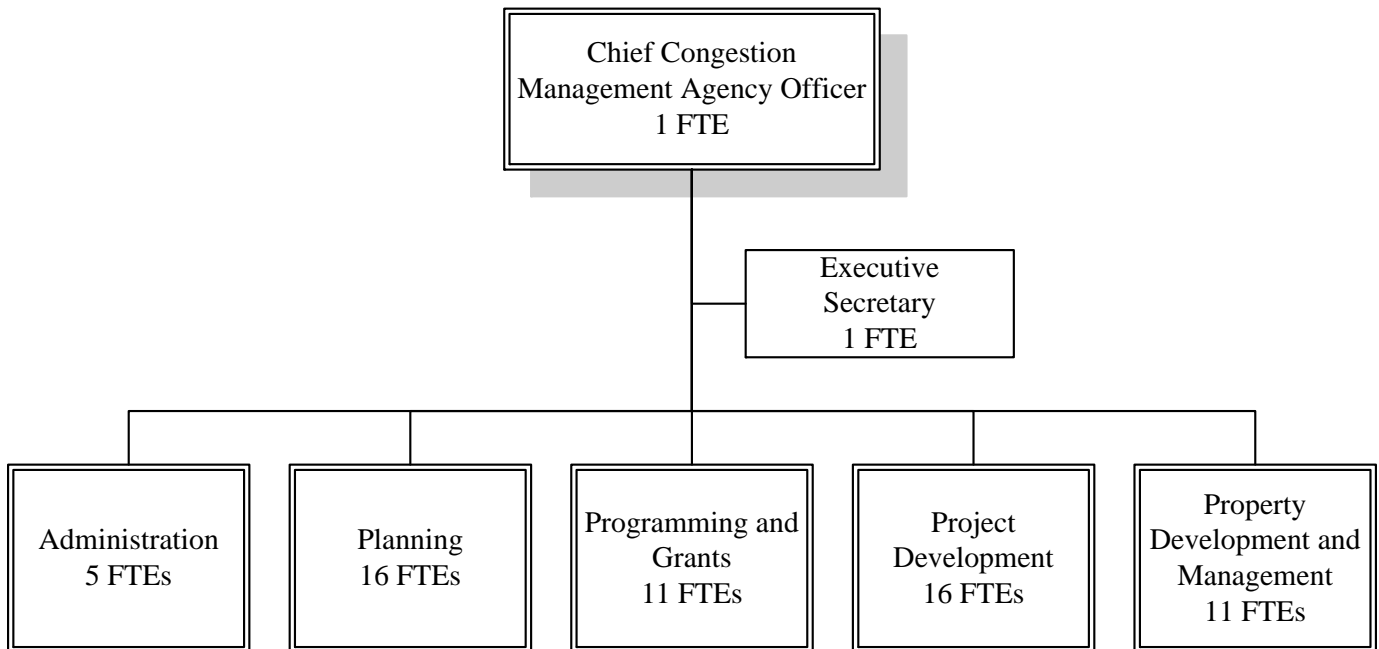 Chief Congestion
Management Agency Officer
1 FTE
Executive
Secretary
1 FTE
Administration
5 FTEs
Planning
16 FTEs
Programming and
Grants
11 FTEs
Project
Development
16 FTEs
Property
Development and
Management
11 FTEs